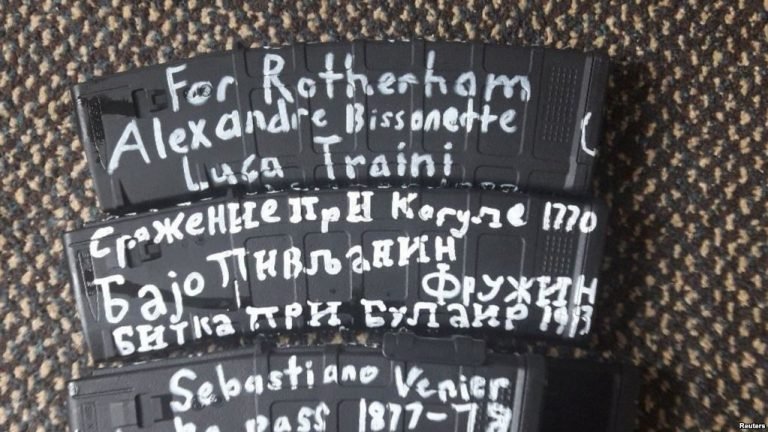 For Rotherham
Alexandre Bissonette
Luca Traini
Сражение при Кагуле 1770
Бајо Пивљанин
Фружин
Битка при Булаир 1913
Sebastiano Venier
pass 1877-78
Reuters